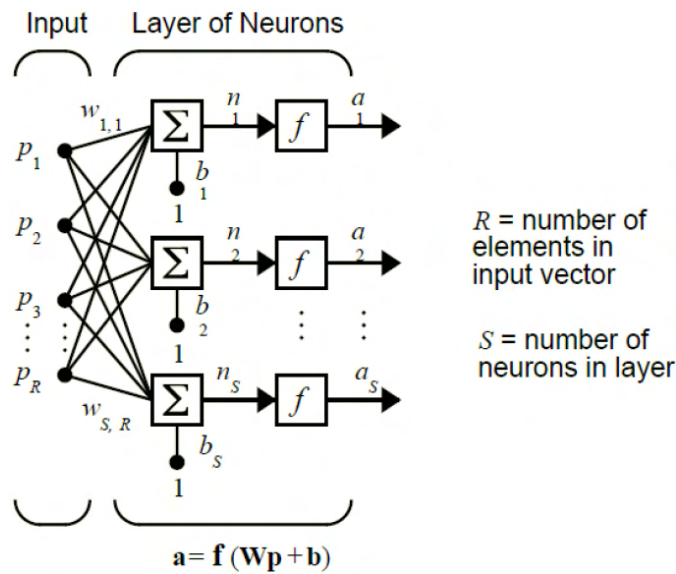 Input Layer of Neurons
w1,1 n1 a1
Σ f
p1 b1
1
p2 n2 a2
Σ f
p3 b2
1
pR nS aS
wS, R Σ f
bS
1
R = number of
elements in
input vector
S = number of
neurons in layer
a= f (Wp+b)